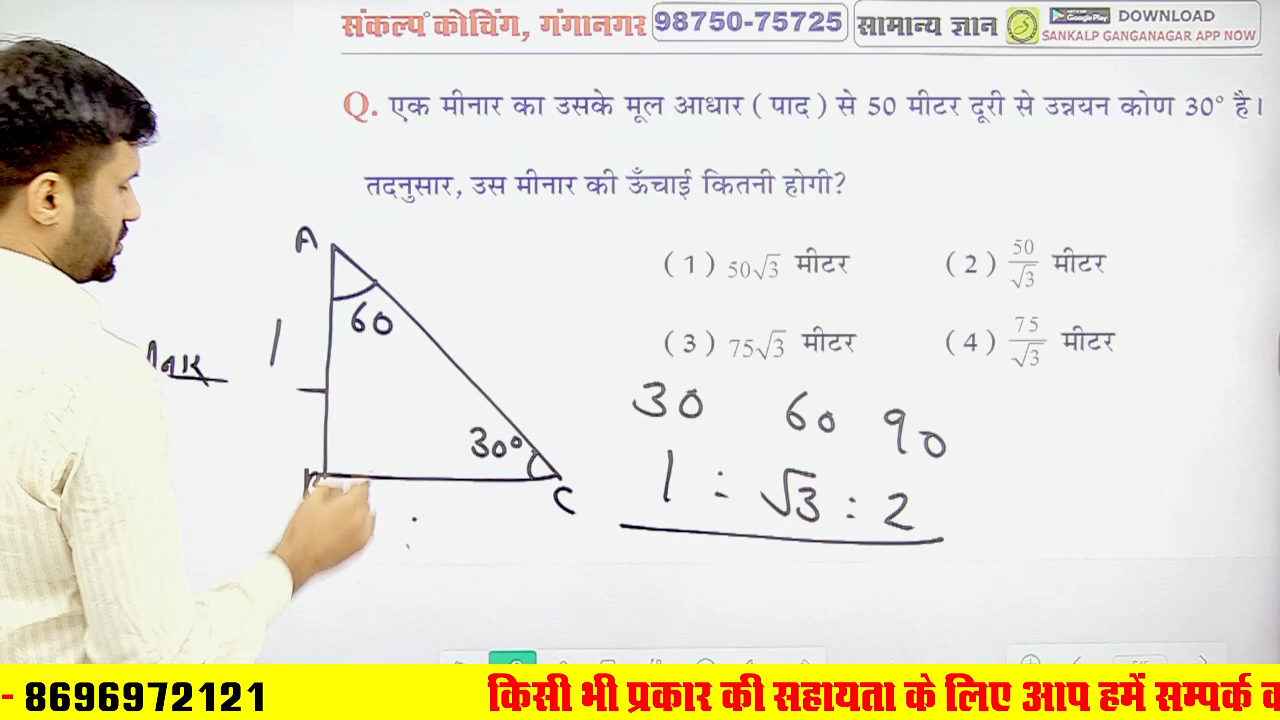 संकल्प कोचिंग, गंगानगर 98750-75725 सामान्य ज्ञान Google Play DOWNLOAD
SANKALP GANGANAGAR APP NOW
Q. एक मीनार का उसके मूल आधार ( पाद ) से 50 मीटर दूरी से उन्नयन कोण 30° है।
तदनुसार, उस मीनार की ऊँचाई कितनी होगी?
( 1 ) 50√3 मीटर ( 2 ) 50/√3 मीटर
( 3 ) 75√3 मीटर ( 4 ) 75/√3 मीटर
A
60
1
30°
C
30 60 90
1 : √3 : 2
- 8696972121 किसी भी प्रकार की सहायता के लिए आप हमें सम्पर्क